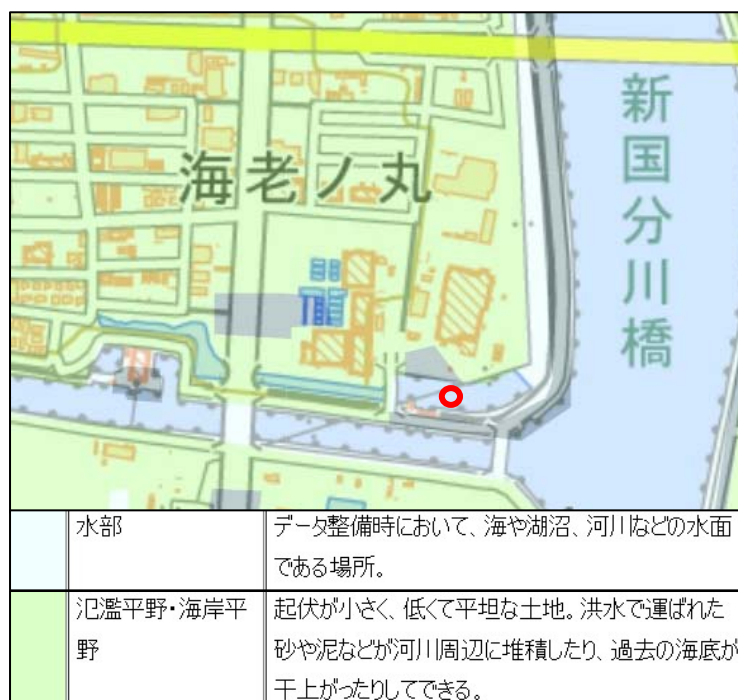 海老ノ丸
新国分川橋
水部
データ整備時において、海や湖沼、河川などの水面
である場所。
氾濫平野・海岸平
野
起伏が小さく、低くて平坦な土地。洪水で運ばれた
砂や泥などが河川周辺に堆積したり、過去の海底が
干上がったりしてできる。